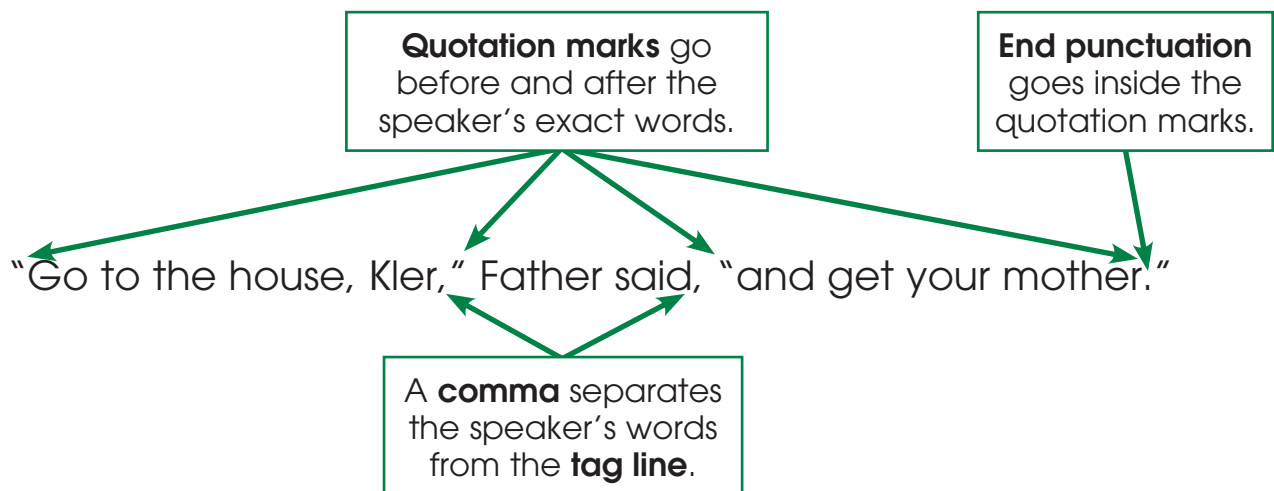 Quotation marks go
before and after the
speaker’s exact words.
End punctuation
goes inside the
quotation marks.
“Go to the house, Kler,” Father said, “and get your mother.”
A comma separates
the speaker’s words
from the tag line.